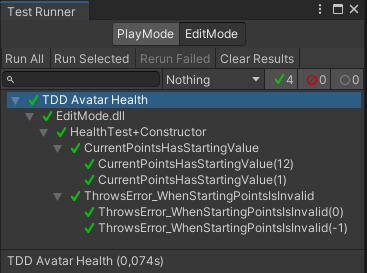 Test Runner
PlayMode EditMode
Run All Run Selected Rerun Failed Clear Results
Nothing 4 0 0
TDD Avatar Health
EditMode.dll
HealthTest+Constructor
CurrentPointsHasStartingValue
CurrentPointsHasStartingValue(12)
CurrentPointsHasStartingValue(1)
ThrowsError_WhenStartingPointsIsInvalid
ThrowsError_WhenStartingPointsIsInvalid(0)
ThrowsError_WhenStartingPointsIsInvalid(-1)
TDD Avatar Health (0,074s)